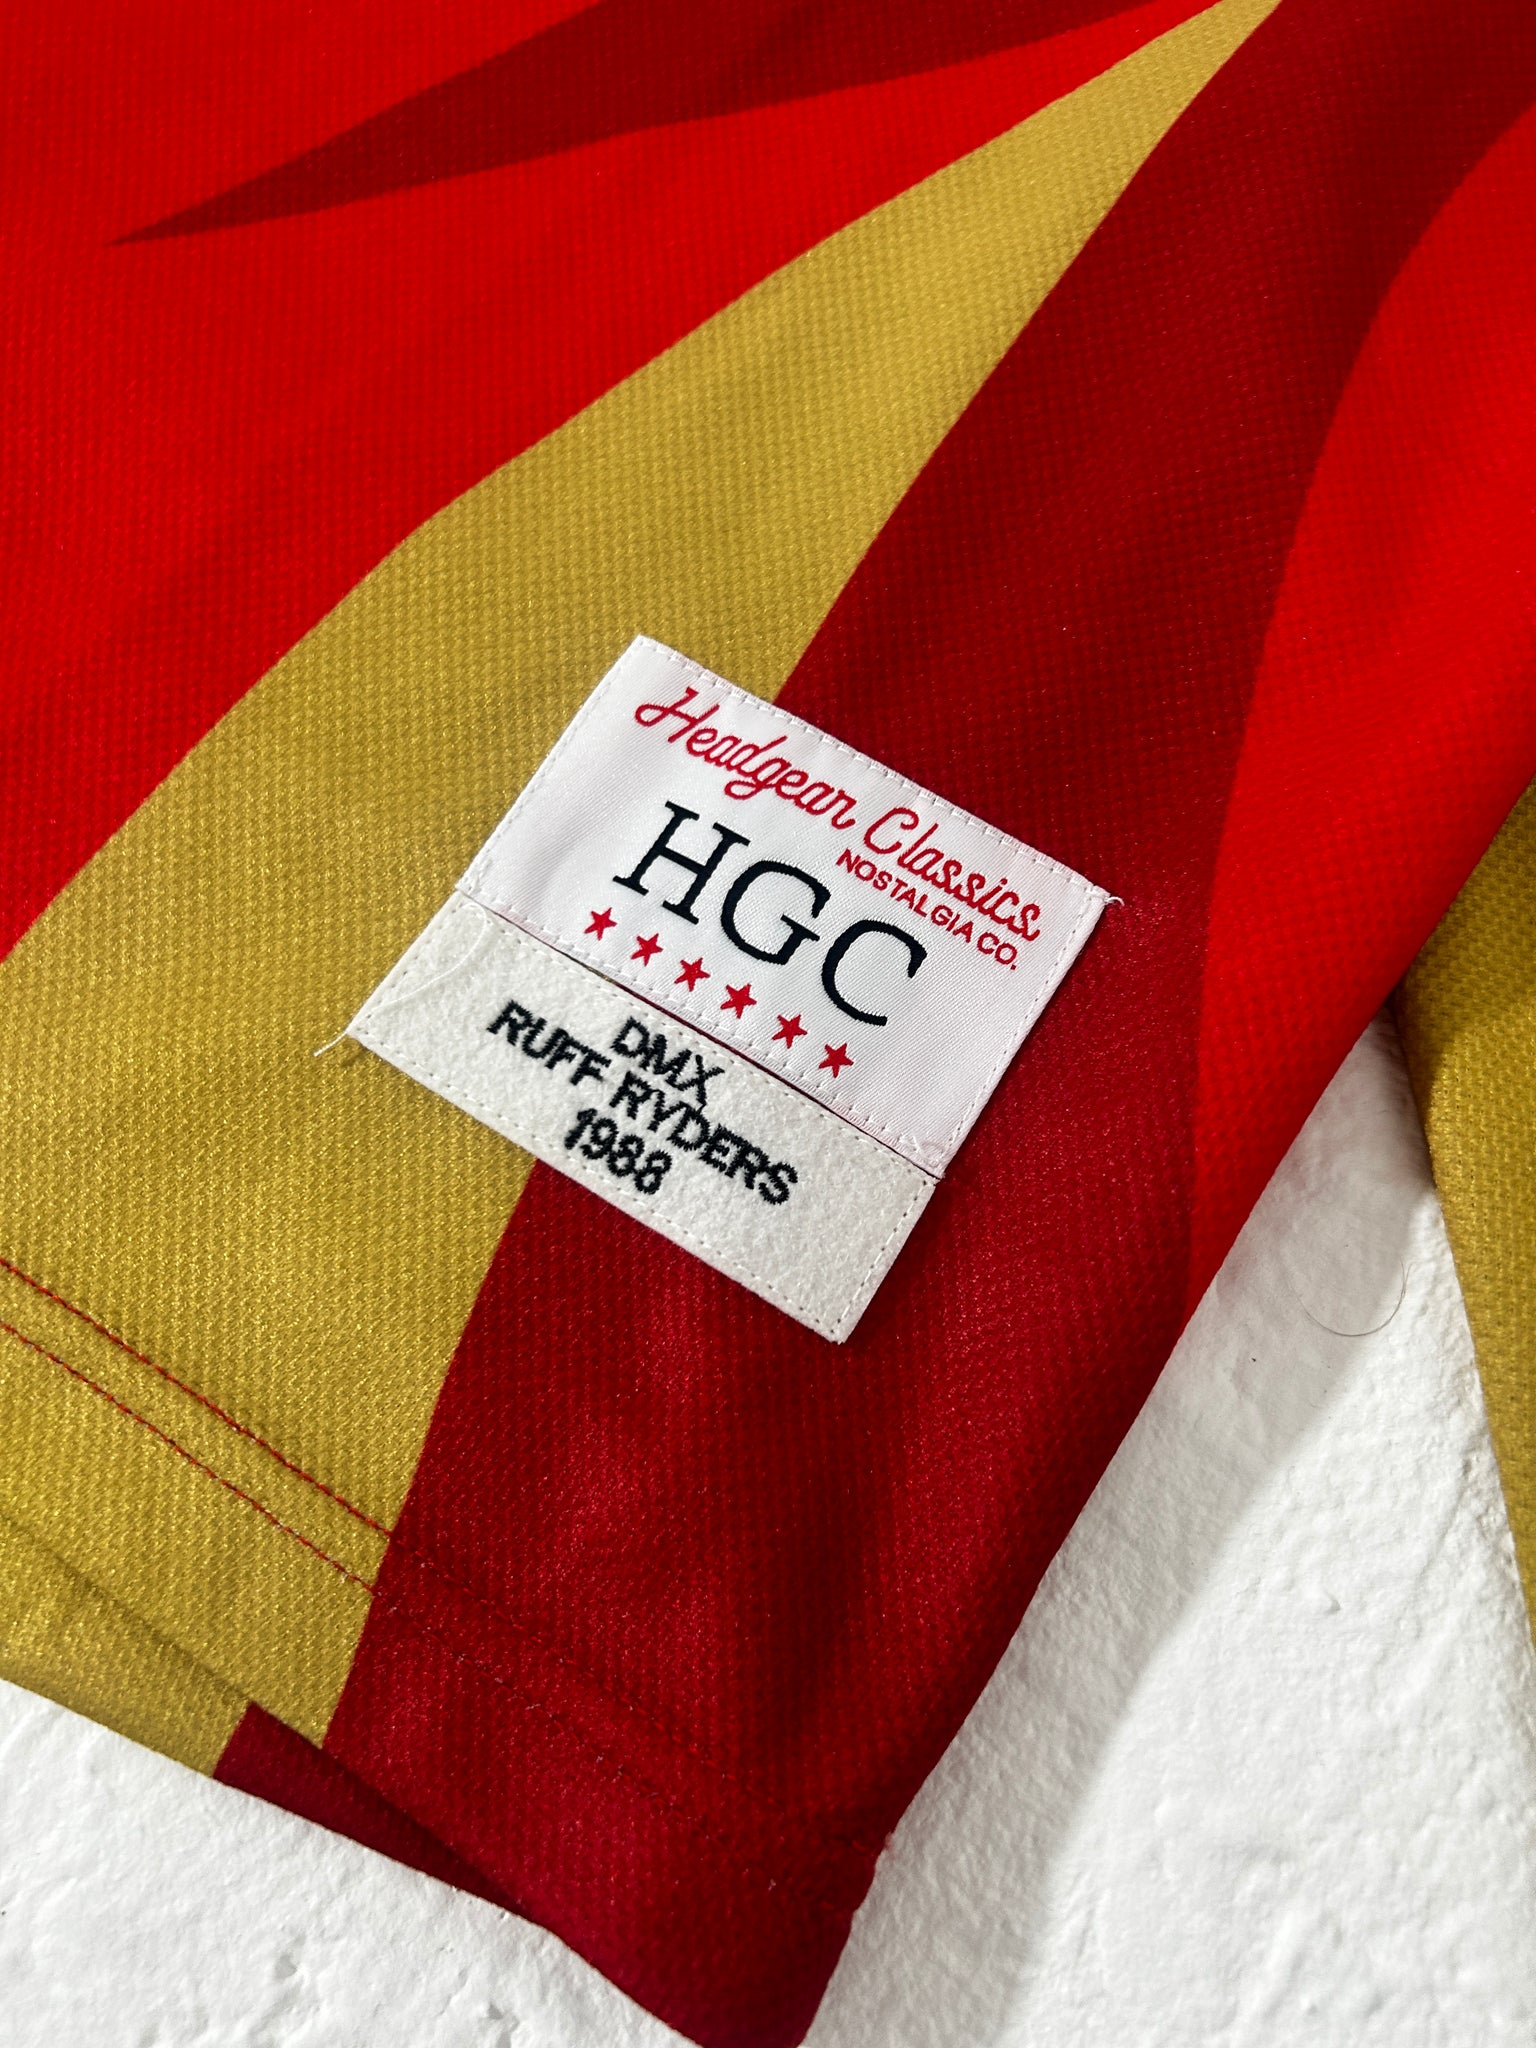 Headgear Classics
NOSTALGIA CO.
HGC
DMX
RUFF RYDERS
1988